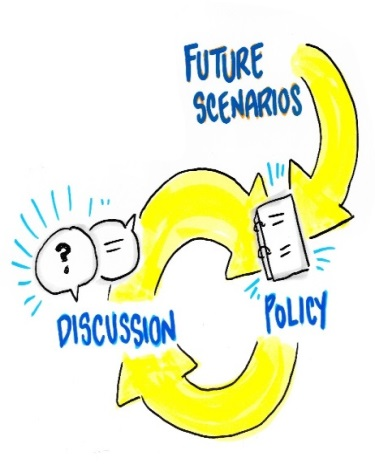 FUTURE
SCENARIOS
?
DISCUSSION
POLICY